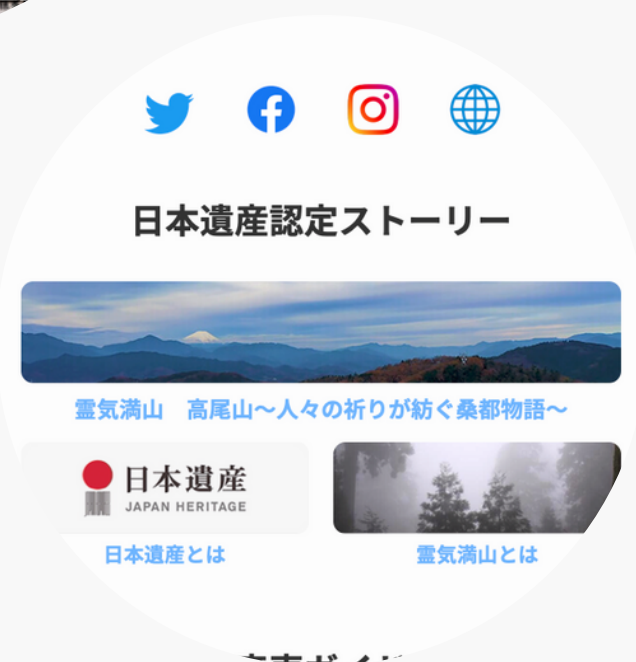 日本遺産認定ストーリー
霊気満山　高尾山〜人々の祈りが紡ぐ桑都物語〜
日本遺産
JAPAN HERITAGE
日本遺産とは
霊気満山とは